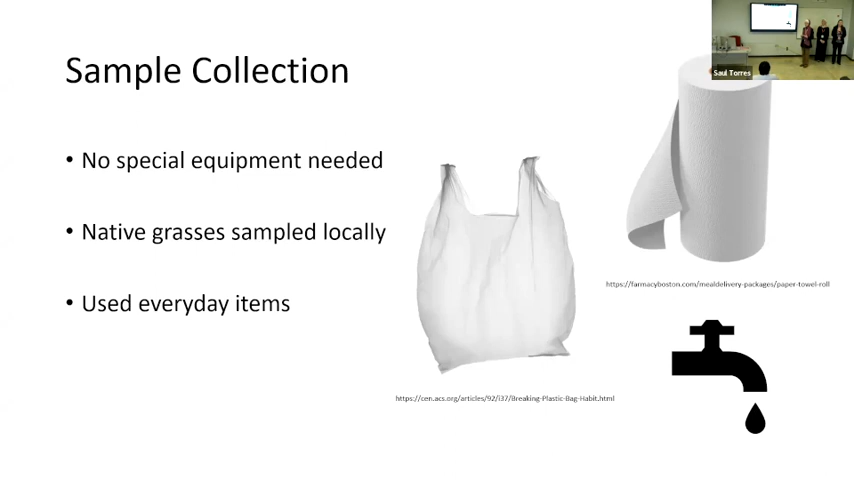 Sample Collection
Saul Torres
• No special equipment needed
• Native grasses sampled locally
• Used everyday items
https://farmacyboston.com/mealdelivery-packages/paper-towel-roll
https://cen.acs.org/articles/92/i37/Breaking-Plastic-Bag-Habit.html